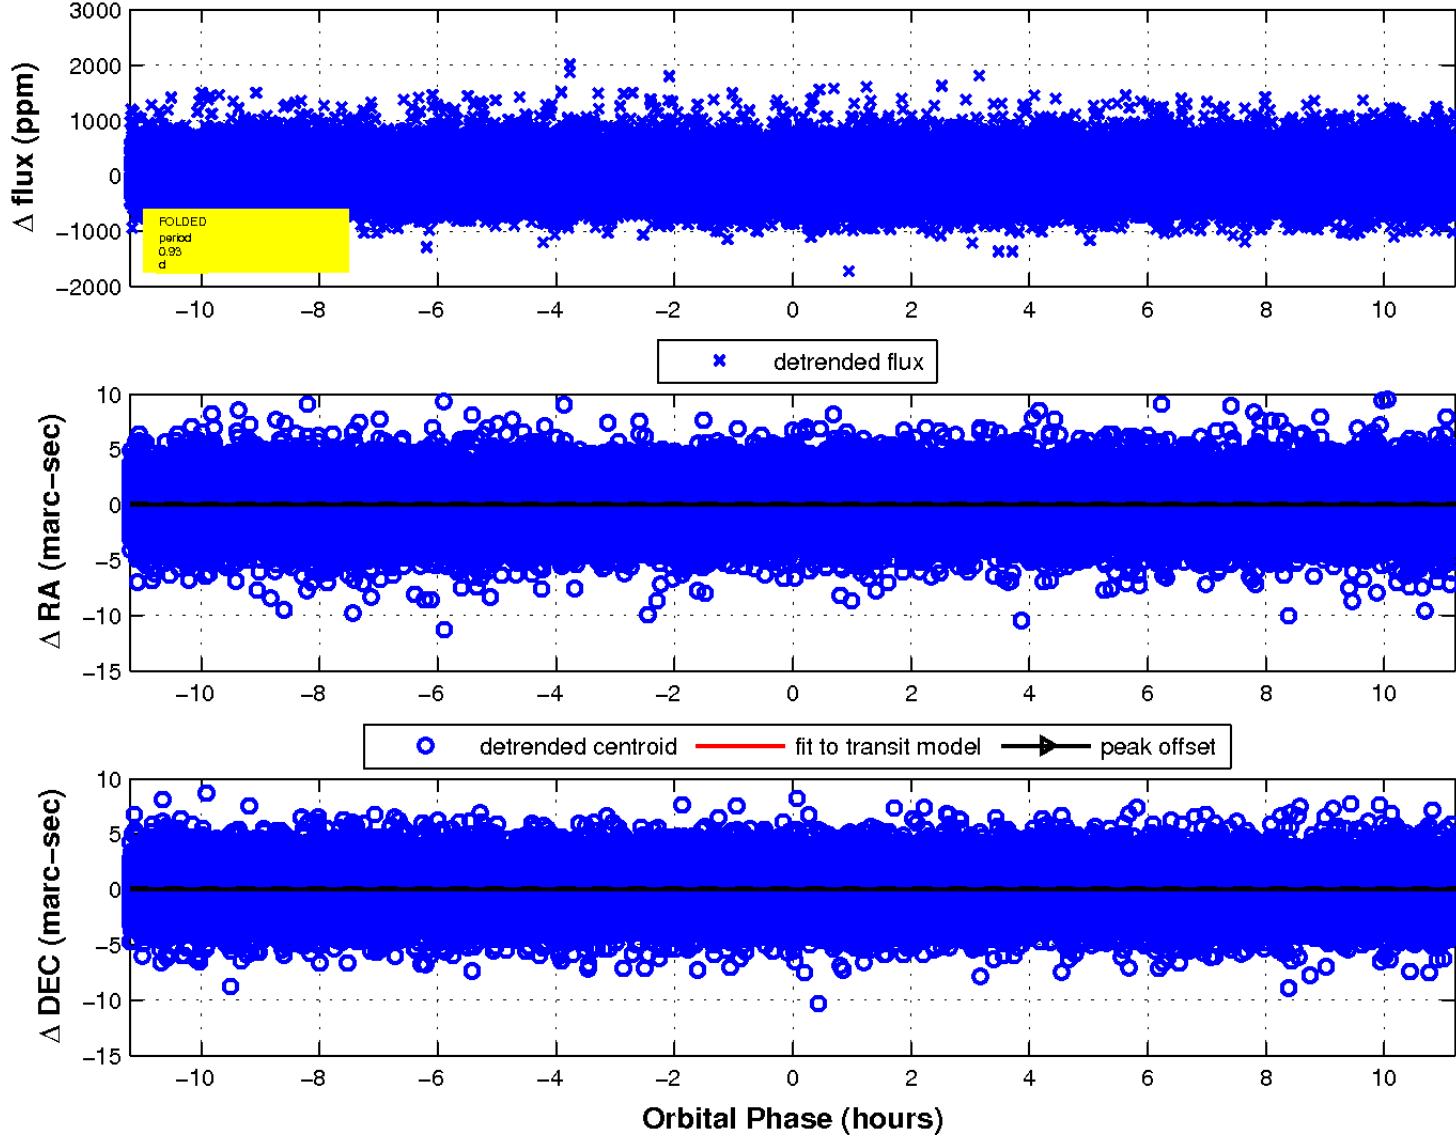 3000
2000
1000
0
−1000
−2000
Δ flux (ppm)
FOLDED
period
0.93
d
−10 −8 −6 −4 −2 0 2 4 6 8 10
detrended flux
10
5
0
−5
−10
−15
Δ RA (marc−sec)
−10 −8 −6 −4 −2 0 2 4 6 8 10
detrended centroid fit to transit model peak offset
10
5
0
−5
−10
−15
Δ DEC (marc−sec)
−10 −8 −6 −4 −2 0 2 4 6 8 10
Orbital Phase (hours)